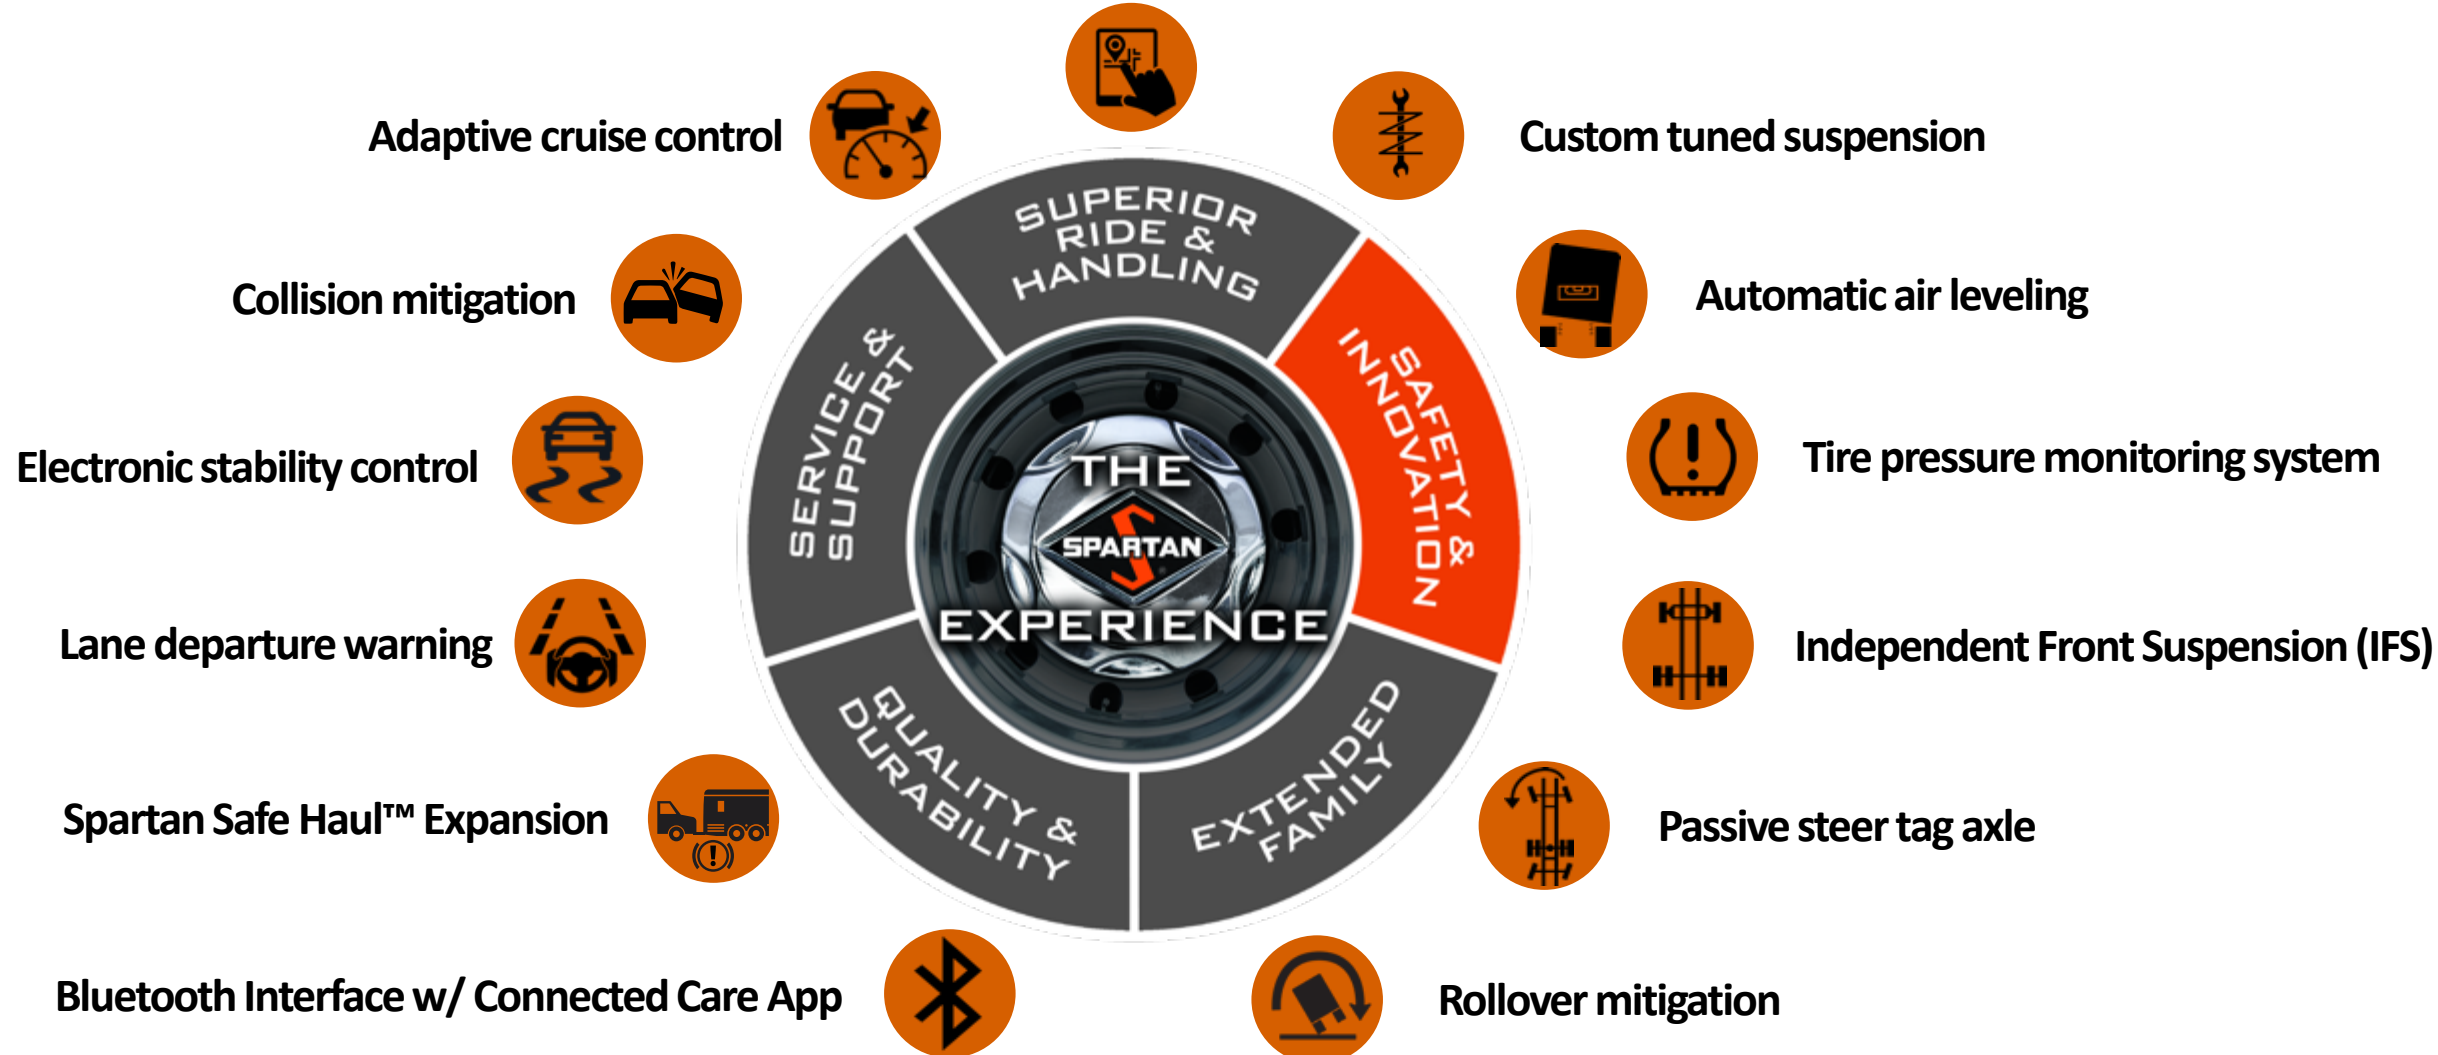 Adaptive cruise control
Collision mitigation
Electronic stability control
Lane departure warning
Spartan Safe Haul™ Expansion
Bluetooth Interface w/ Connected Care App
SUPERIOR
RIDE &
HANDLING
SERVICE &
SUPPORT
SAFETY &
INNOVATION
THE
SPARTAN
EXPERIENCE
QUALITY &
DURABILITY
EXTENDED
FAMILY
Custom tuned suspension
Automatic air leveling
Tire pressure monitoring system
Independent Front Suspension (IFS)
Passive steer tag axle
Rollover mitigation